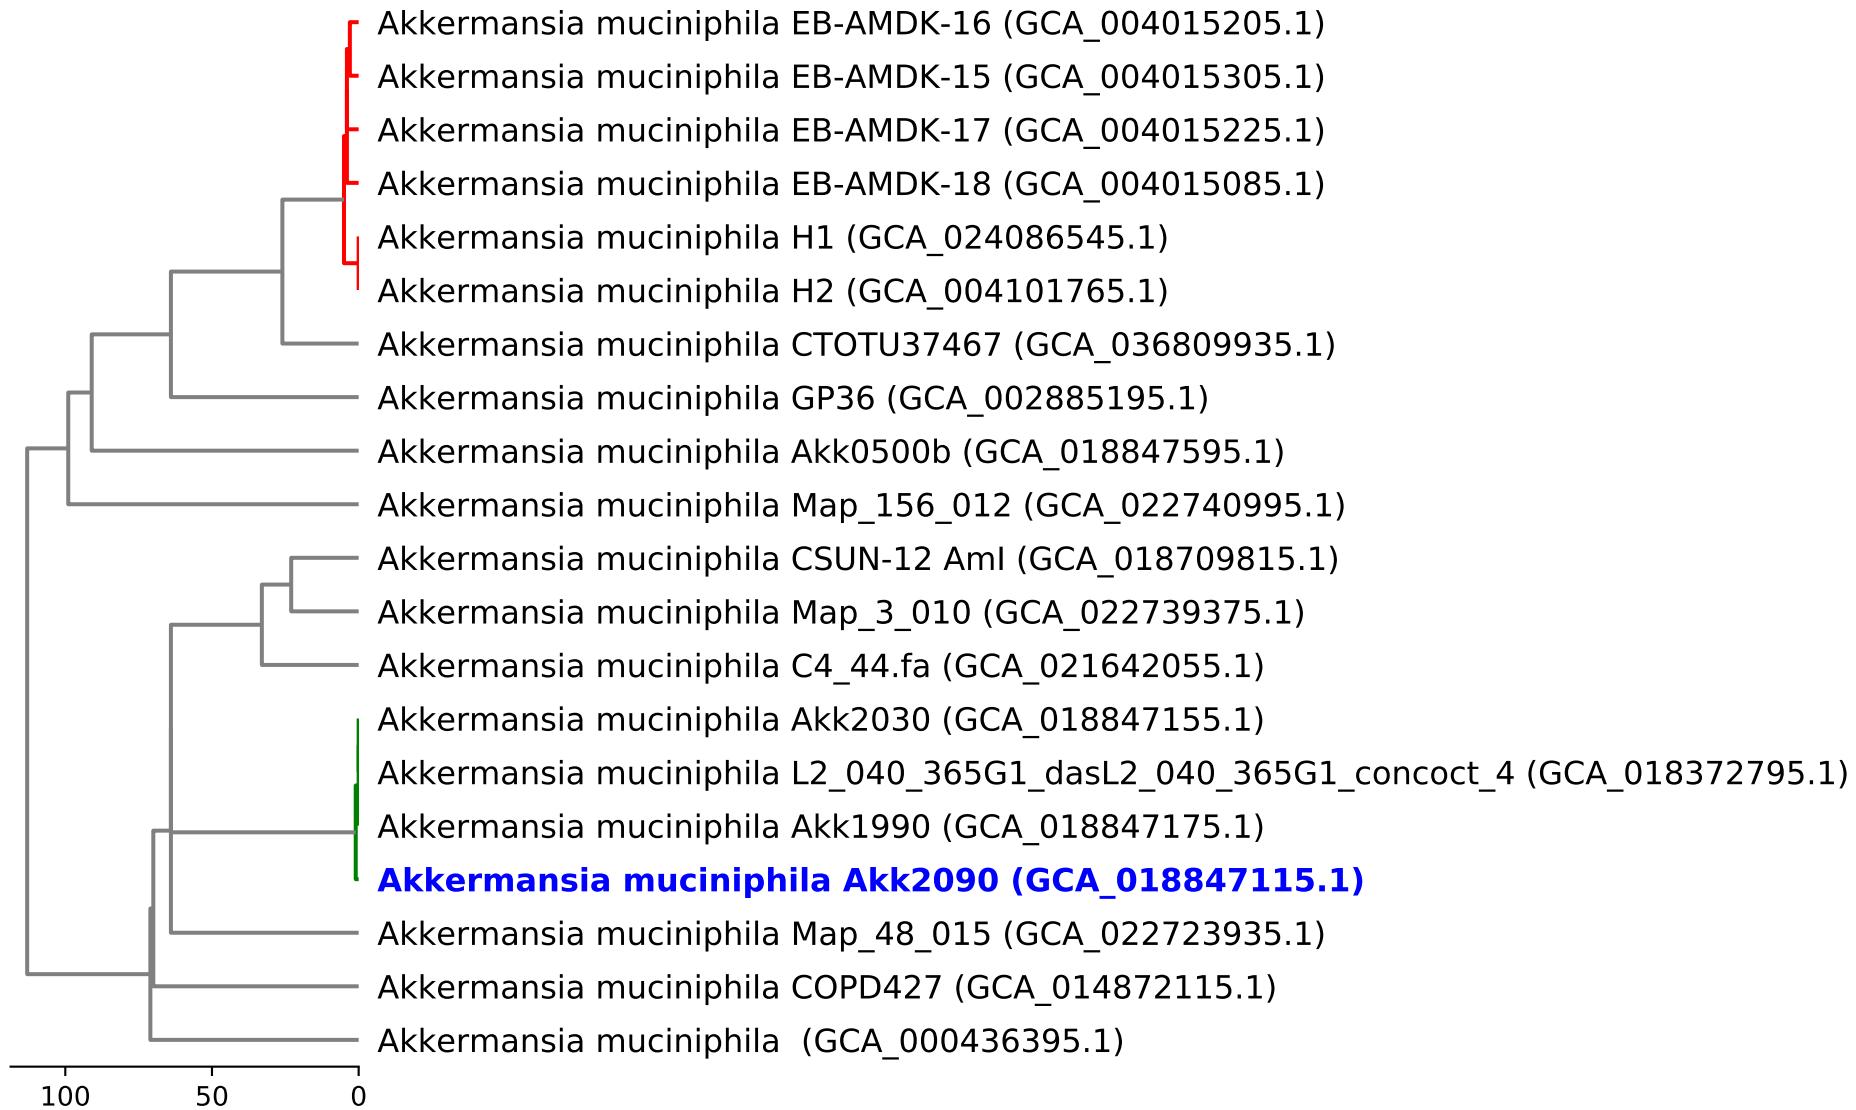 Akkermansia muciniphila EB-AMDK-16 (GCA_004015205.1)
Akkermansia muciniphila EB-AMDK-15 (GCA_004015305.1)
Akkermansia muciniphila EB-AMDK-17 (GCA_004015225.1)
Akkermansia muciniphila EB-AMDK-18 (GCA_004015085.1)
Akkermansia muciniphila H1 (GCA_024086545.1)
Akkermansia muciniphila H2 (GCA_004101765.1)
Akkermansia muciniphila CTOTU37467 (GCA_036809935.1)
Akkermansia muciniphila GP36 (GCA_002885195.1)
Akkermansia muciniphila Akk0500b (GCA_018847595.1)
Akkermansia muciniphila Map_156_012 (GCA_022740995.1)
Akkermansia muciniphila CSUN-12 AmI (GCA_018709815.1)
Akkermansia muciniphila Map_3_010 (GCA_022739375.1)
Akkermansia muciniphila C4_44.fa (GCA_021642055.1)
Akkermansia muciniphila Akk2030 (GCA_018847155.1)
Akkermansia muciniphila L2_040_365G1_dasL2_040_365G1_concoct_4 (GCA_018372795.1)
Akkermansia muciniphila Akk1990 (GCA_018847175.1)
Akkermansia muciniphila Akk2090 (GCA_018847115.1)
Akkermansia muciniphila Map_48_015 (GCA_022723935.1)
Akkermansia muciniphila COPD427 (GCA_014872115.1)
Akkermansia muciniphila  (GCA_000436395.1)
100 50 0